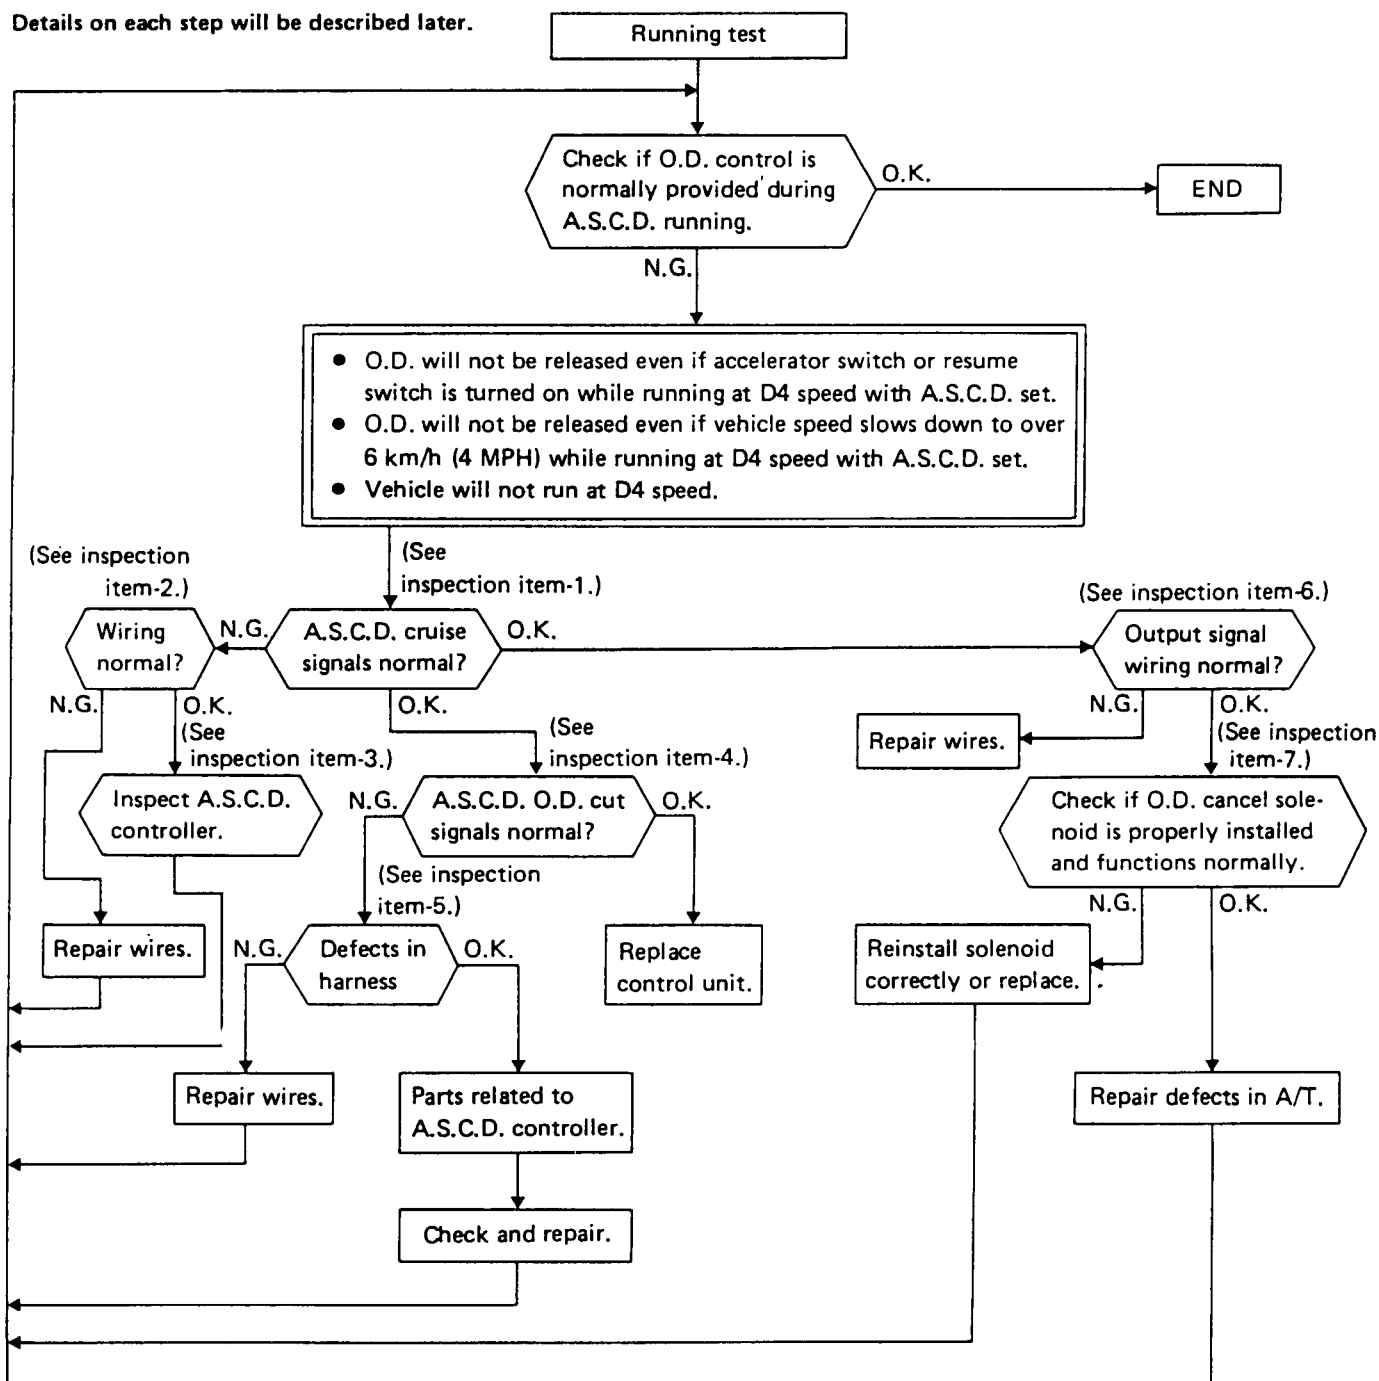 Details on each step will be described later.
Running test
Check if O.D. control is
normally provided during
A.S.C.D. running.
O.K.
END
N.G.
● O.D. will not be released even if accelerator switch or resume
switch is turned on while running at D4 speed with A.S.C.D. set.
● O.D. will not be released even if vehicle speed slows down to over
6 km/h (4 MPH) while running at D4 speed with A.S.C.D. set.
● Vehicle will not run at D4 speed.
(See inspection
item-2.)
(See
inspection item-1.)
(See inspection item-6.)
Wiring
normal?
N.G.
A.S.C.D. cruise
signals normal?
O.K.
Output signal
wiring normal?
N.G.
O.K.
(See
inspection item-3.)
O.K.
(See
inspection item-4.)
N.G.
O.K.
(See inspection
item-7.)
Repair wires.
Inspect A.S.C.D.
controller.
N.G.
A.S.C.D. O.D. cut
signals normal?
O.K.
Check if O.D. cancel sole-
noid is properly installed
and functions normally.
(See inspection
item-5.)
N.G.
O.K.
Repair wires.
N.G.
Defects in
harness
O.K.
Replace
control unit.
Reinstall solenoid
correctly or replace.
Repair wires.
Parts related to
A.S.C.D. controller.
Repair defects in A/T.
Check and repair.